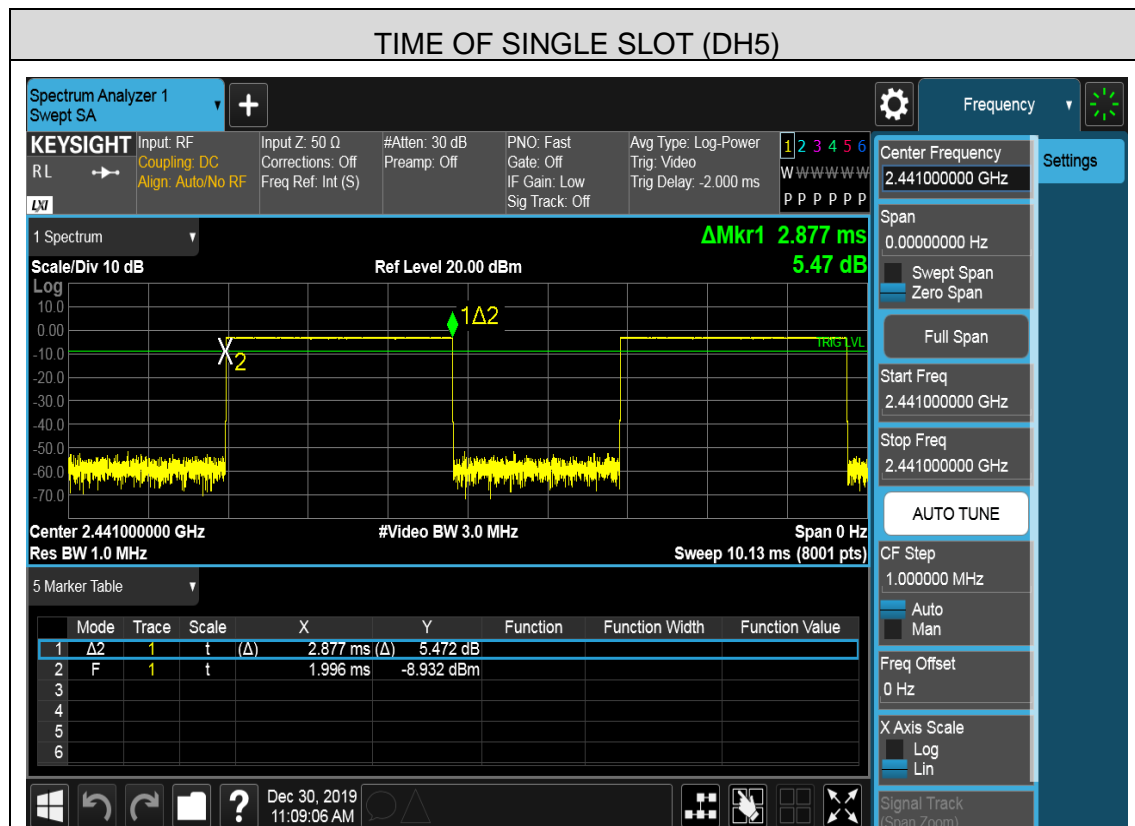 TIME OF SINGLE SLOT (DH5)
Spectrum Analyzer 1
Swept SA
Frequency
KEYSIGHT
RL
LXI
Input: RF
Coupling: DC
Align: Auto/No RF
Input Z: 50 Ω
Corrections: Off
Freq Ref: Int (S)
#Atten: 30 dB
Preamp: Off
PNO: Fast
Gate: Off
IF Gain: Low
Sig Track: Off
Avg Type: Log-Power
Trig: Video
Trig Delay: -2.000 ms
1 2 3 4 5 6
W W W W W W
P P P P P P
1 Spectrum
ΔMkr1 2.877 ms
5.47 dB
Scale/Div 10 dB
Ref Level 20.00 dBm
Log
10.0
0.00
-10.0
-20.0
-30.0
-40.0
-50.0
-60.0
-70.0
1Δ2
2
TRIG LVL
Center 2.441000000 GHz
#Video BW 3.0 MHz
Span 0 Hz
Res BW 1.0 MHz
Sweep 10.13 ms (8001 pts)
5 Marker Table
Mode Trace Scale X Y Function Function Width Function Value
1 Δ2 1 t (Δ) 2.877 ms (Δ) 5.472 dB
2 F 1 t 1.996 ms -8.932 dBm
3
4
5
6
?
Dec 30, 2019
11:09:06 AM
Center Frequency
2.441000000 GHz
Settings
Span
0.00000000 Hz
Swept Span
Zero Span
Full Span
Start Freq
2.441000000 GHz
Stop Freq
2.441000000 GHz
AUTO TUNE
CF Step
1.000000 MHz
Auto
Man
Freq Offset
0 Hz
X Axis Scale
Log
Lin
Signal Track
(Span Zoom)